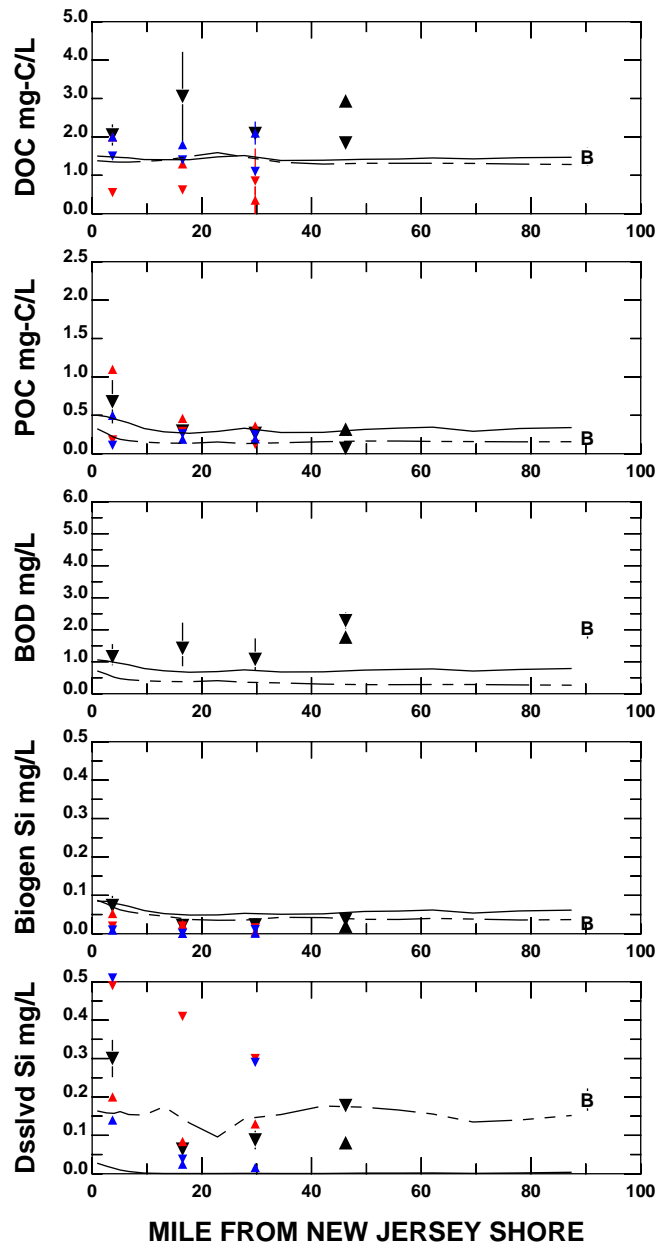 DOC mg-C/L
5.0
4.0
3.0
2.0
1.0
0.0
B
0 20 40 60 80 100
POC mg-C/L
2.5
2.0
1.5
1.0
0.5
0.0
B
0 20 40 60 80 100
BOD mg/L
6.0
5.0
4.0
3.0
2.0
1.0
0.0
B
0 20 40 60 80 100
Biogen Si mg/L
0.5
0.4
0.3
0.2
0.1
0.0
B
0 20 40 60 80 100
Dsslvd Si mg/L
0.5
0.4
0.3
0.2
0.1
0.0
B
0 20 40 60 80 100
MILE FROM NEW JERSEY SHORE